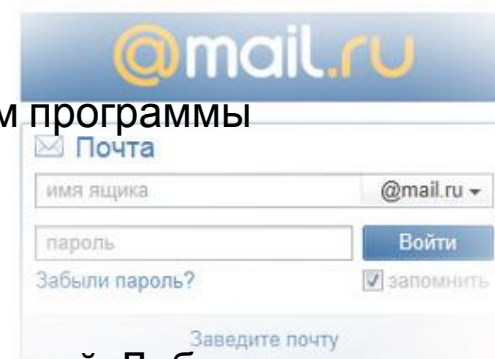 @mail.ru
м программы
Почта
имя ящика @mail.ru
пароль Войти
Забыли пароль? запомнить
Заведите почту